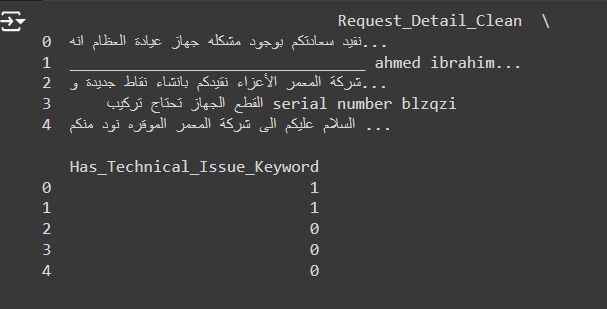 Request_Detail_Clean \
0 نفيد سعادتكم بوجود مشكله جهاز عيادة العظام انه...
1 _______________________________ ahmed ibrahim...
2 شركة المعمر الأعزاء نقيدكم بانشاء نقاط جديدة و...
3 القطع الجهاز تحتاج تركيب serial number blzqzi
4 السلام عليكم الى شركة المعمر الموقره نود منكم ...
Has_Technical_Issue_Keyword
0 1
1 1
2 0
3 0
4 0